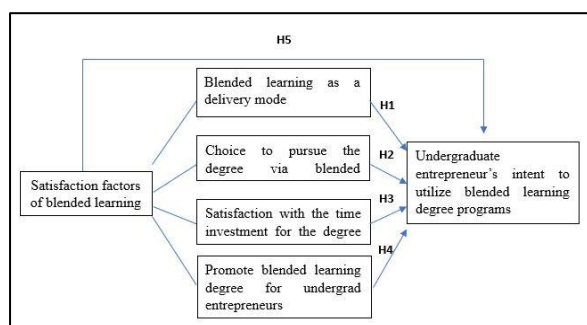 H5
Blended learning as a
delivery mode
H1
Choice to pursue the
degree via blended
H2
Satisfaction factors
of blended learning
Undergraduate
entrepreneur's intent to
utilize blended learning
degree programs
Satisfaction with the time
investment for the degree
H3
Promote blended learning
degree for undergrad
entrepreneurs
H4